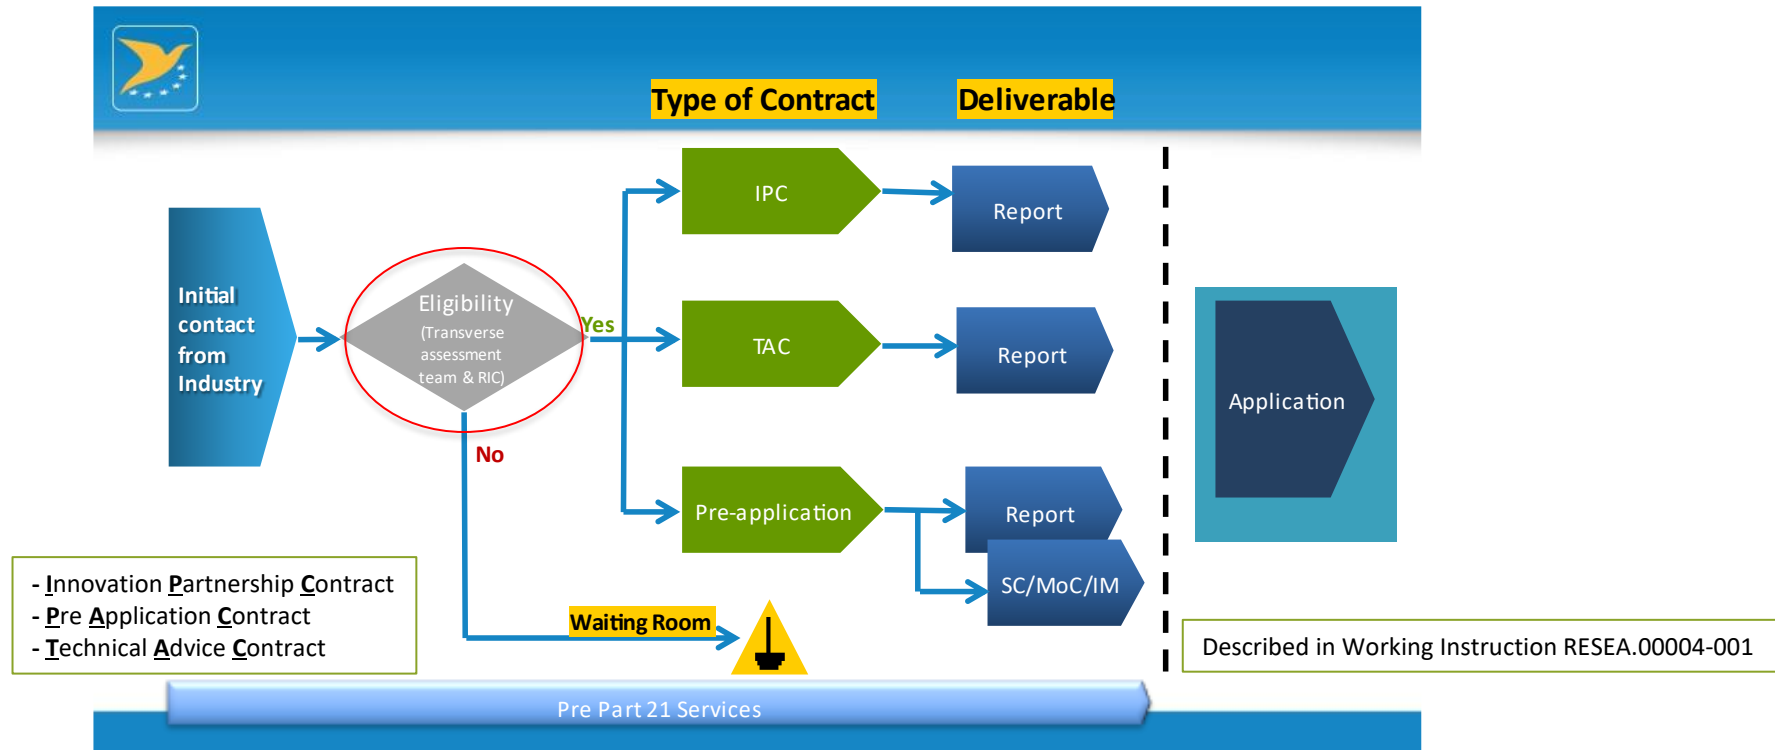 Type of Contract
Deliverable
IPC
Report
Initial
contact
from
Industry
Eligibility
(Transverse
assessment
team & RIC)
Yes
TAC
Report
Application
No
Pre-application
Report
SC/MoC/IM
- Innovation Partnership Contract
- Pre Application Contract
- Technical Advice Contract
Waiting Room
Described in Working Instruction RESEA.00004-001
Pre Part 21 Services